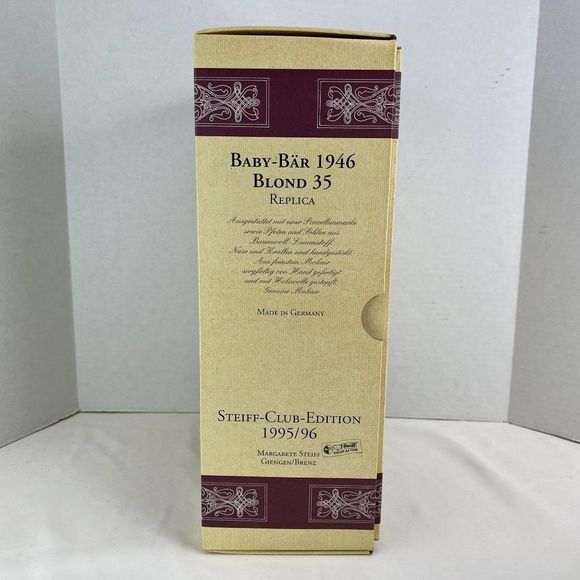 BABY-BÄR 1946
BLOND 35
REPLICA
Ausgestattet mit einer Porzellanmarke
sowie Pfoten und Sohlen aus
Baumwoll-Leinenstoff.
Nase und Krallen sind handgestickt.
Aus feinstem Mohair
sorgfältig von Hand gefertigt
und mit Holzwolle gestopft.
Genuine Mohair
MADE IN GERMANY
STEIFF-CLUB-EDITION
1995/96
MARGARETE STEIFF
GIENGEN/BRENZ
Steiff